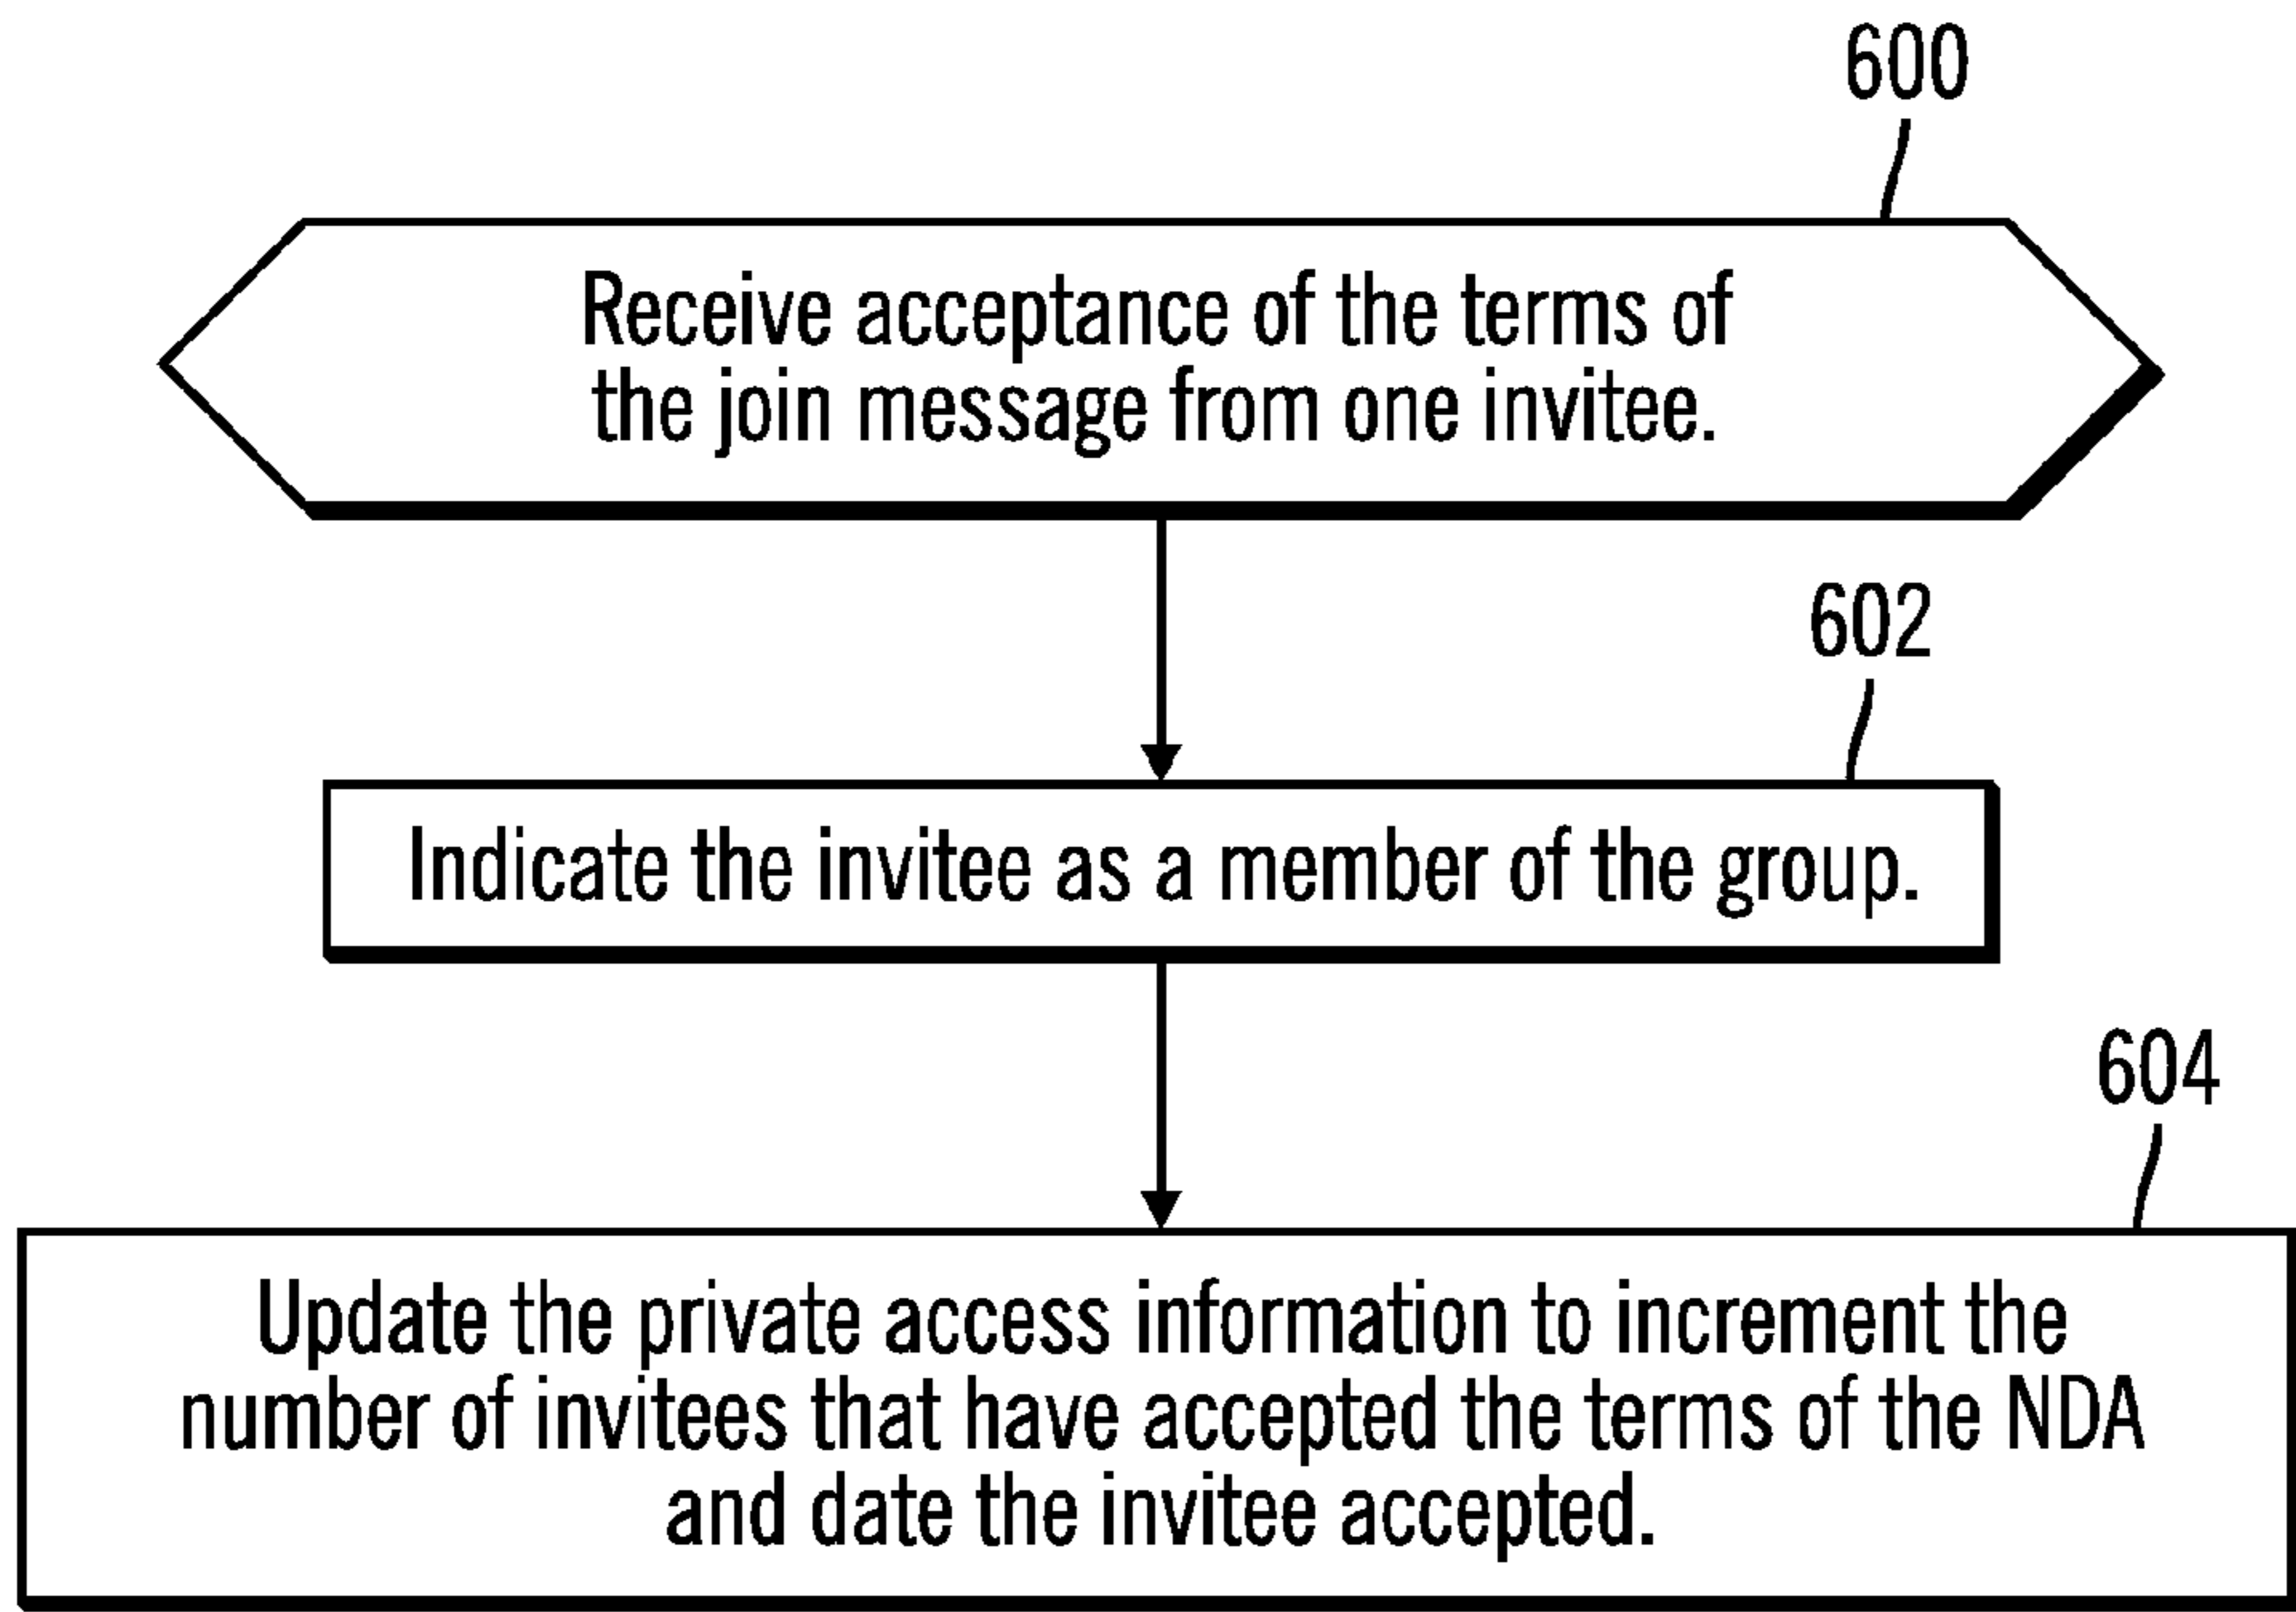 600
Receive acceptance of the terms of
the join message from one invitee.
602
Indicate the invitee as a member of the group.
604
Update the private access information to increment the
number of invitees that have accepted the terms of the NDA
and date the invitee accepted.